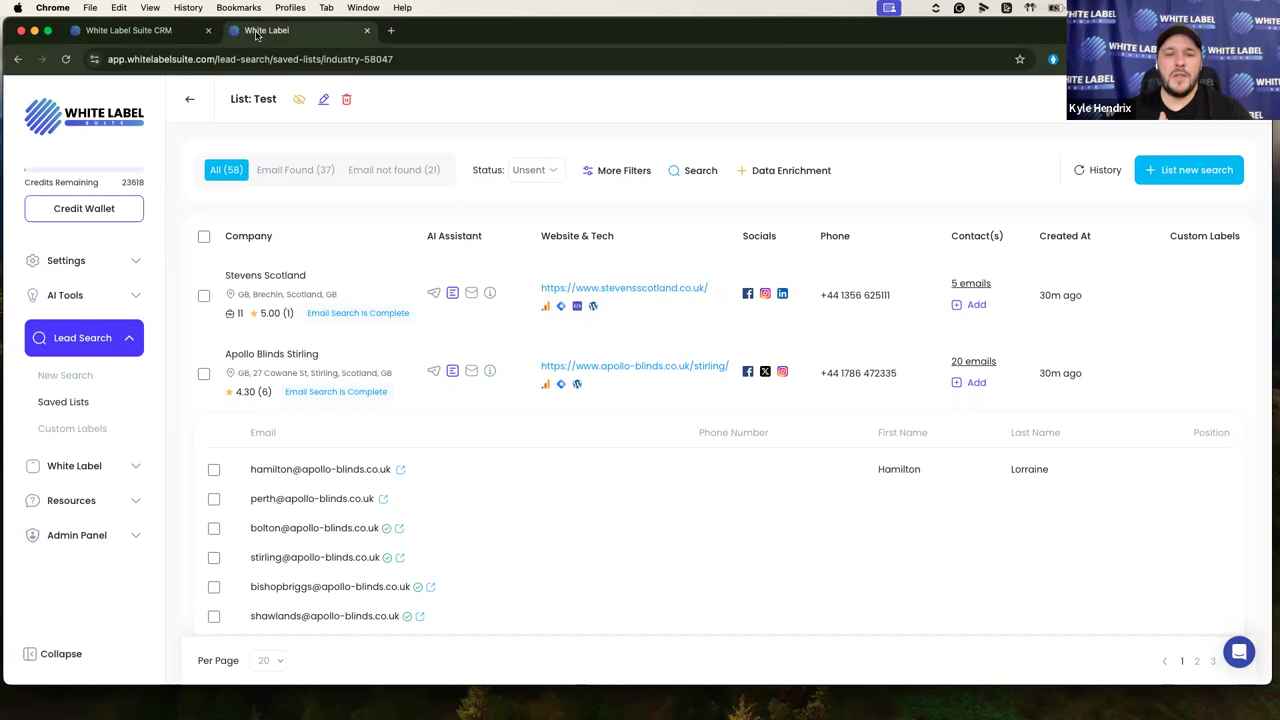 Chrome File Edit View History Bookmarks Profiles Tab Window Help
White Label Suite CRM
White Label
app.whitelabelsuite.com/lead-search/saved-lists/industry-58047
WHITE LABEL
WHITE LABEL
WHITE LABEL
WHITE LABEL
Kyle Hendrix
WHITE LABEL
SUITE
List: Test
Credits Remaining 23618
Credit Wallet
Settings
AI Tools
Lead Search
New Search
Saved Lists
Custom Labels
White Label
Resources
Admin Panel
Collapse
All (58) Email Found (37) Email not found (21) Status: Unsent More Filters Search Data Enrichment History List new search
Company AI Assistant Website & Tech Socials Phone Contact(s) Created At Custom Labels
Stevens Scotland
GB, Brechin, Scotland, GB
11 5.00 (1) Email Search Is Complete
https://www.stevensscotland.co.uk/
+44 1356 625111
5 emails
Add
30m ago
Apollo Blinds Stirling
GB, 27 Cowane St, Stirling, Scotland, GB
4.30 (6) Email Search Is Complete
https://www.apollo-blinds.co.uk/stirling/
+44 1786 472335
20 emails
Add
30m ago
Email Phone Number First Name Last Name Position
hamilton@apollo-blinds.co.uk Hamilton Lorraine
perth@apollo-blinds.co.uk
bolton@apollo-blinds.co.uk
stirling@apollo-blinds.co.uk
bishopbriggs@apollo-blinds.co.uk
shawlands@apollo-blinds.co.uk
Per Page 20
1 2 3